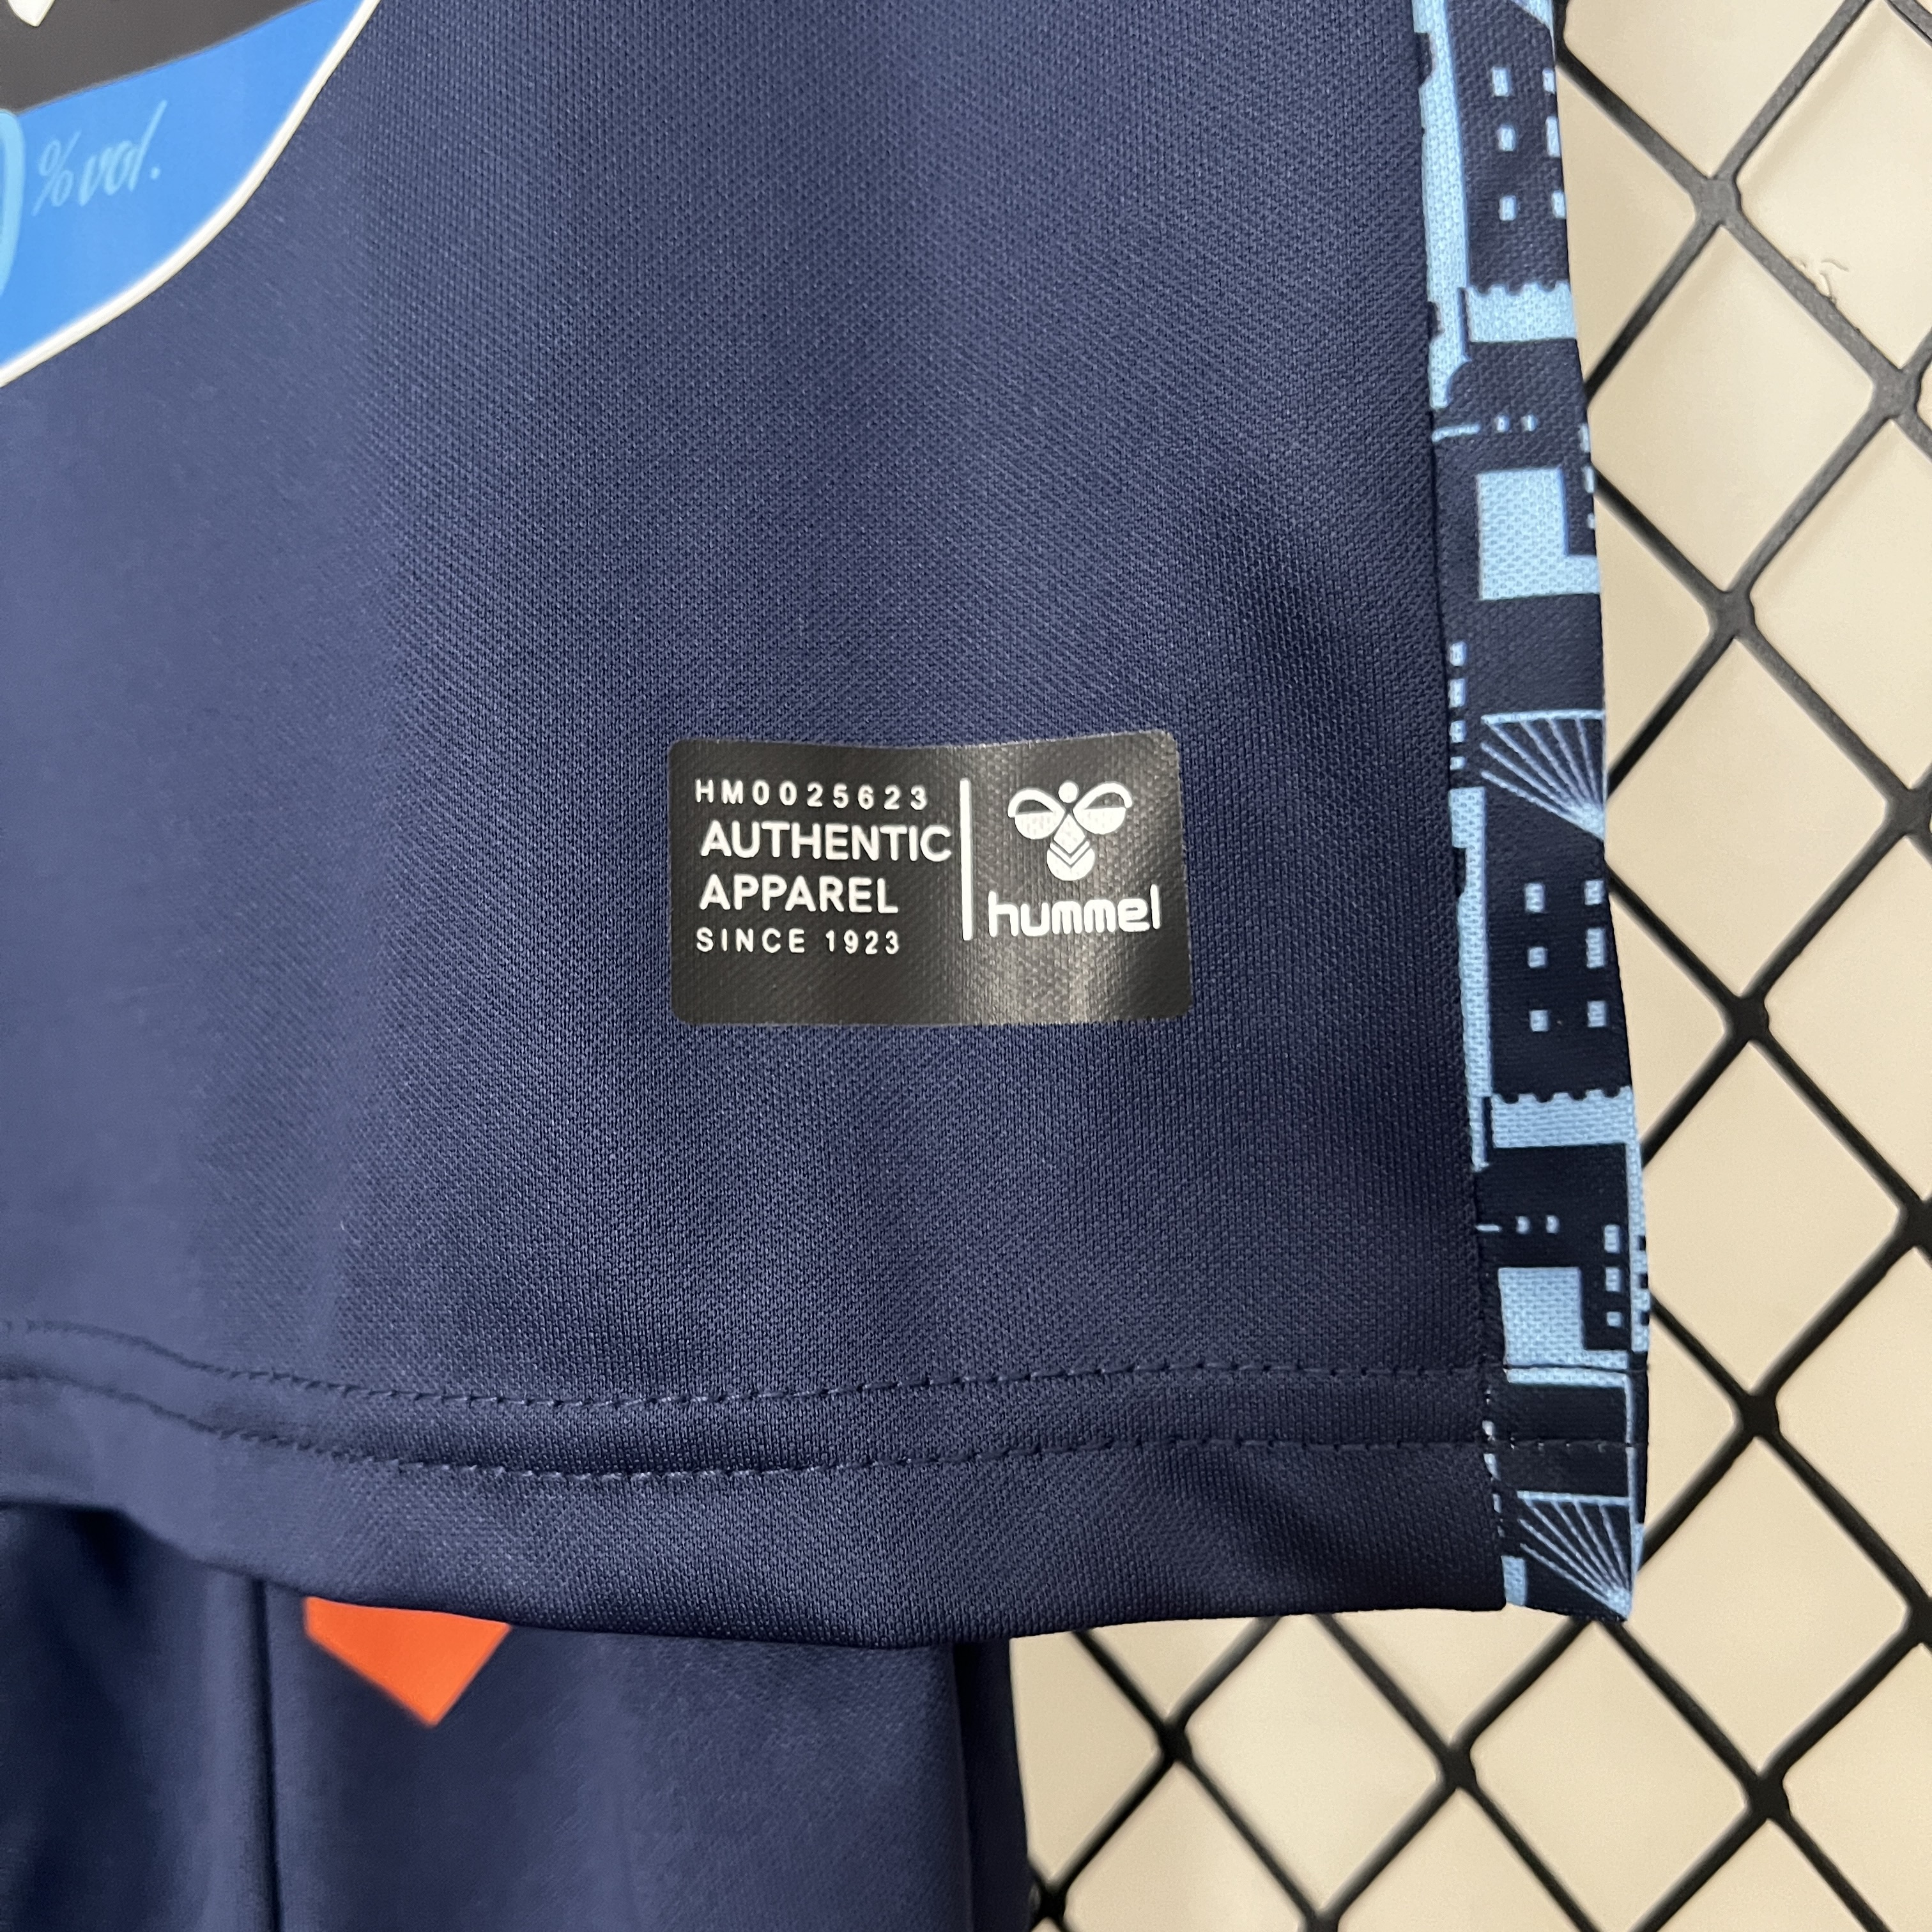 % vol.
HM0025623
AUTHENTIC
APPAREL
SINCE 1923
hummel